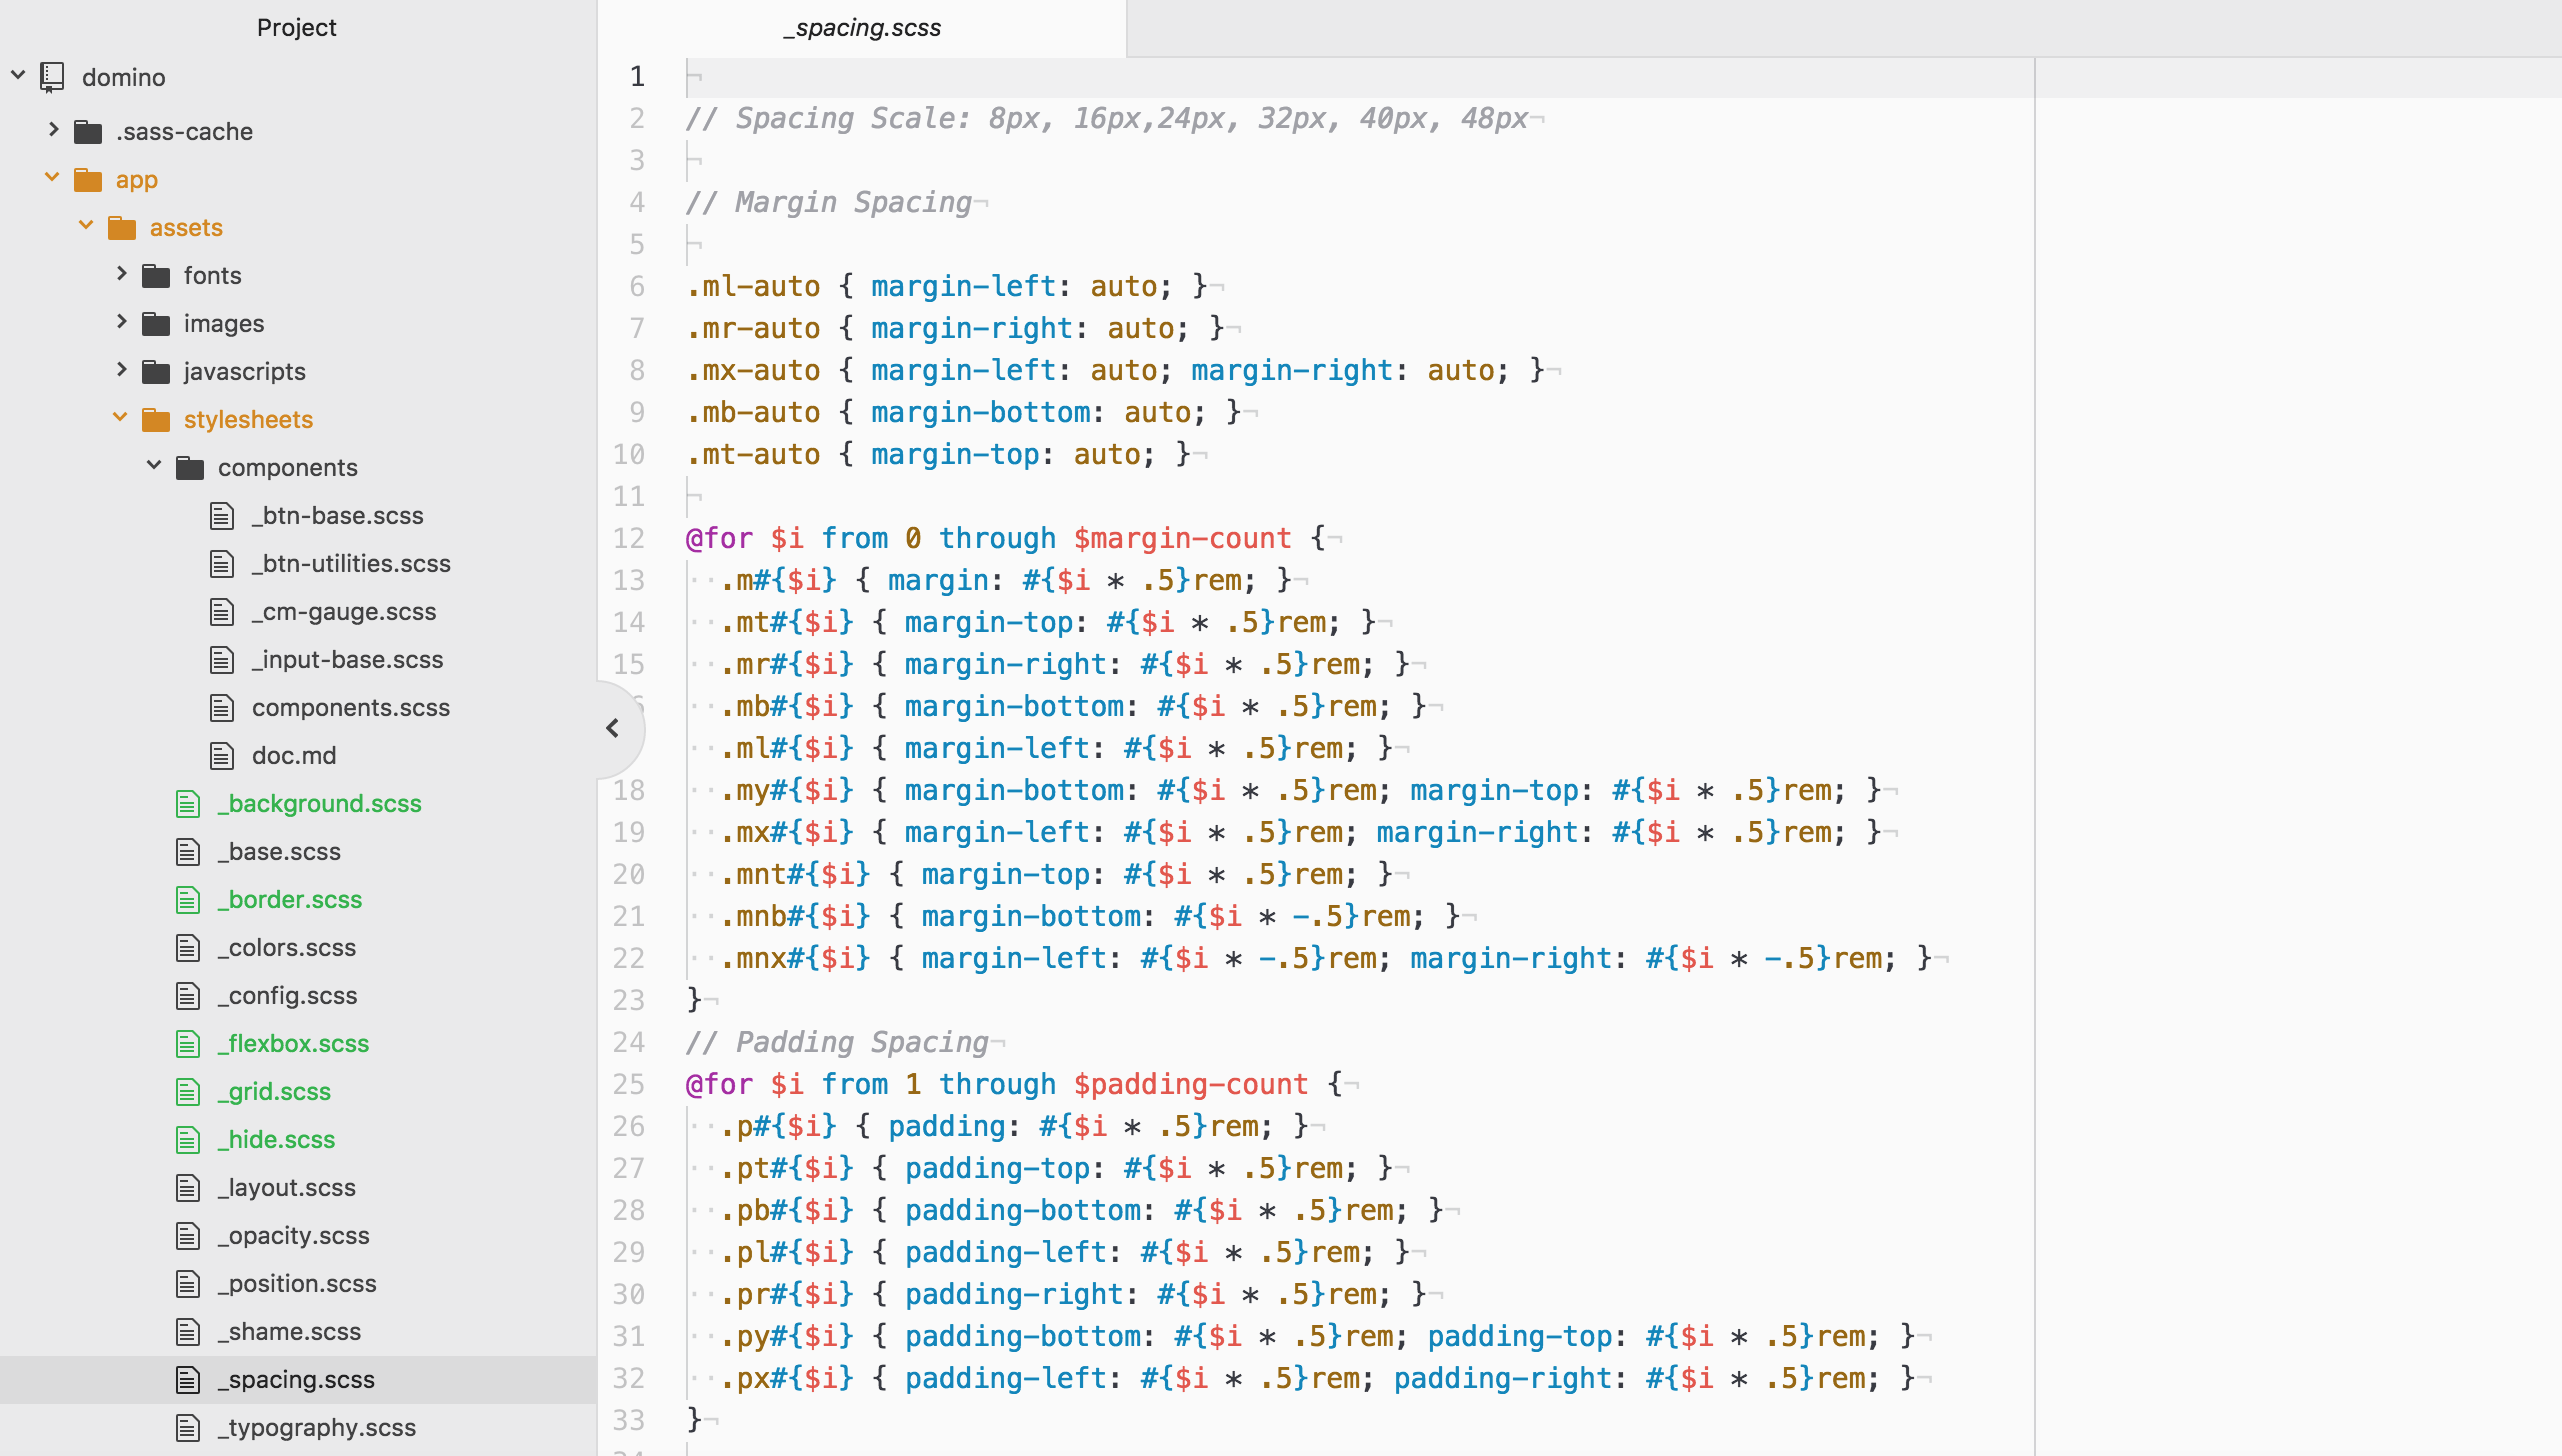 Project
domino
.sass-cache
app
assets
fonts
images
javascripts
stylesheets
components
_btn-base.scss
_btn-utilities.scss
_cm-gauge.scss
_input-base.scss
components.scss
doc.md
_background.scss
_base.scss
_border.scss
_colors.scss
_config.scss
_flexbox.scss
_grid.scss
_hide.scss
_layout.scss
_opacity.scss
_position.scss
_shame.scss
_spacing.scss
_typography.scss
_spacing.scss
1
2 // Spacing Scale: 8px, 16px,24px, 32px, 40px, 48px
3
4 // Margin Spacing
5
6 .ml-auto { margin-left: auto; }
7 .mr-auto { margin-right: auto; }
8 .mx-auto { margin-left: auto; margin-right: auto; }
9 .mb-auto { margin-bottom: auto; }
10 .mt-auto { margin-top: auto; }
11
12 @for $i from 0 through $margin-count {
13 .m#{$i} { margin: #{$i * .5}rem; }
14 .mt#{$i} { margin-top: #{$i * .5}rem; }
15 .mr#{$i} { margin-right: #{$i * .5}rem; }
.mb#{$i} { margin-bottom: #{$i * .5}rem; }
.ml#{$i} { margin-left: #{$i * .5}rem; }
18 .my#{$i} { margin-bottom: #{$i * .5}rem; margin-top: #{$i * .5}rem; }
19 .mx#{$i} { margin-left: #{$i * .5}rem; margin-right: #{$i * .5}rem; }
20 .mnt#{$i} { margin-top: #{$i * .5}rem; }
21 .mnb#{$i} { margin-bottom: #{$i * -.5}rem; }
22 .mnx#{$i} { margin-left: #{$i * -.5}rem; margin-right: #{$i * -.5}rem; }
23 }
24 // Padding Spacing
25 @for $i from 1 through $padding-count {
26 .p#{$i} { padding: #{$i * .5}rem; }
27 .pt#{$i} { padding-top: #{$i * .5}rem; }
28 .pb#{$i} { padding-bottom: #{$i * .5}rem; }
29 .pl#{$i} { padding-left: #{$i * .5}rem; }
30 .pr#{$i} { padding-right: #{$i * .5}rem; }
31 .py#{$i} { padding-bottom: #{$i * .5}rem; padding-top: #{$i * .5}rem; }
32 .px#{$i} { padding-left: #{$i * .5}rem; padding-right: #{$i * .5}rem; }
33 }